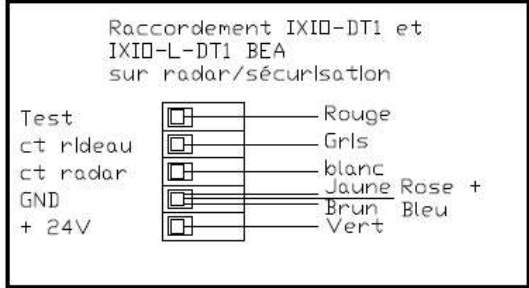 Raccordement IXIO-DT1 et
IXIO-L-DT1 BEA
sur radar/sécurisation
Test Rouge
ct rideau Gris
ct radar blanc
GND Jaune Rose +
Brun Bleu
+ 24V Vert